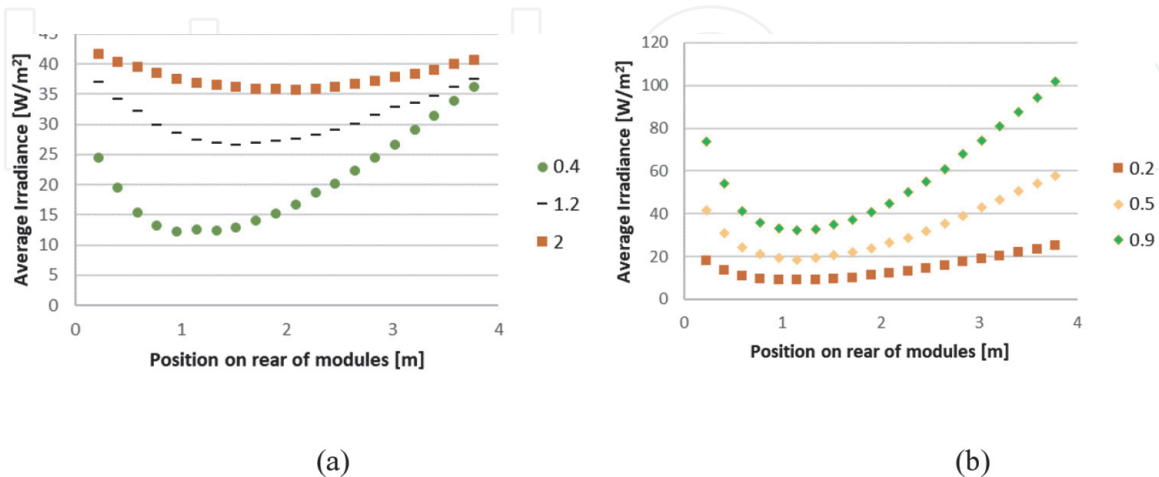 45
40
35
30
25
20
15
10
5
0
Average Irradiance [W/m²]
0 1 2 3 4
Position on rear of modules [m]
0.4
1.2
2
(a)
120
100
80
60
40
20
0
Average Irradiance [W/m²]
0 1 2 3 4
Position on rear of modules [m]
0.2
0.5
0.9
(b)